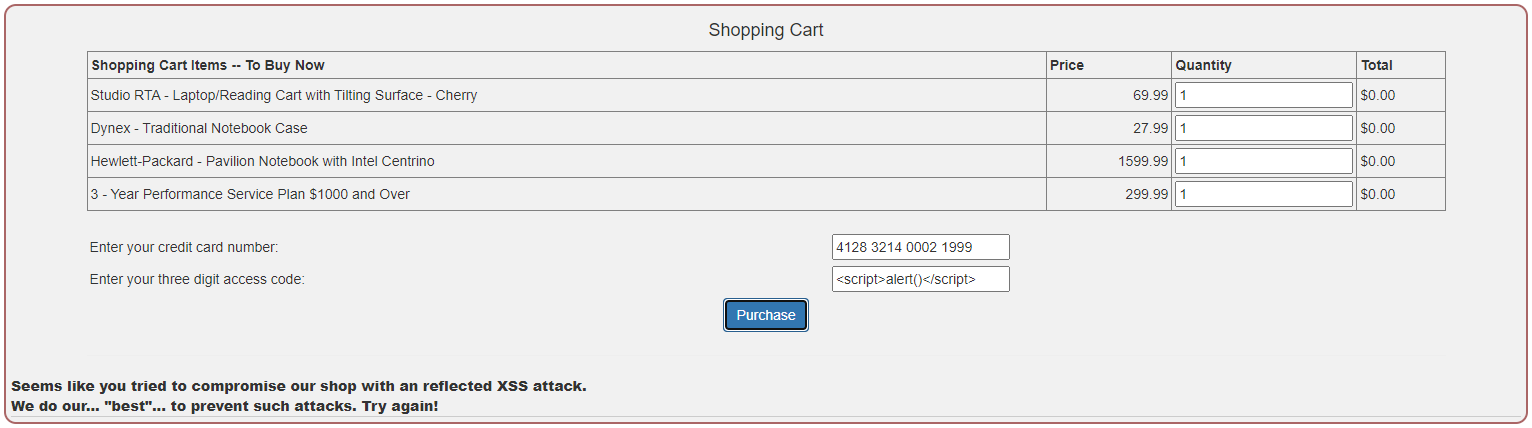 Shopping Cart
Shopping Cart Items -- To Buy Now Price Quantity Total
Studio RTA - Laptop/Reading Cart with Tilting Surface - Cherry 69.99 1 $0.00
Dynex - Traditional Notebook Case 27.99 1 $0.00
Hewlett-Packard - Pavilion Notebook with Intel Centrino 1599.99 1 $0.00
3 - Year Performance Service Plan $1000 and Over 299.99 1 $0.00
Enter your credit card number: 4128 3214 0002 1999
Enter your three digit access code: <script>alert()</script>
Purchase
Seems like you tried to compromise our shop with an reflected XSS attack.
We do our... "best"... to prevent such attacks. Try again!